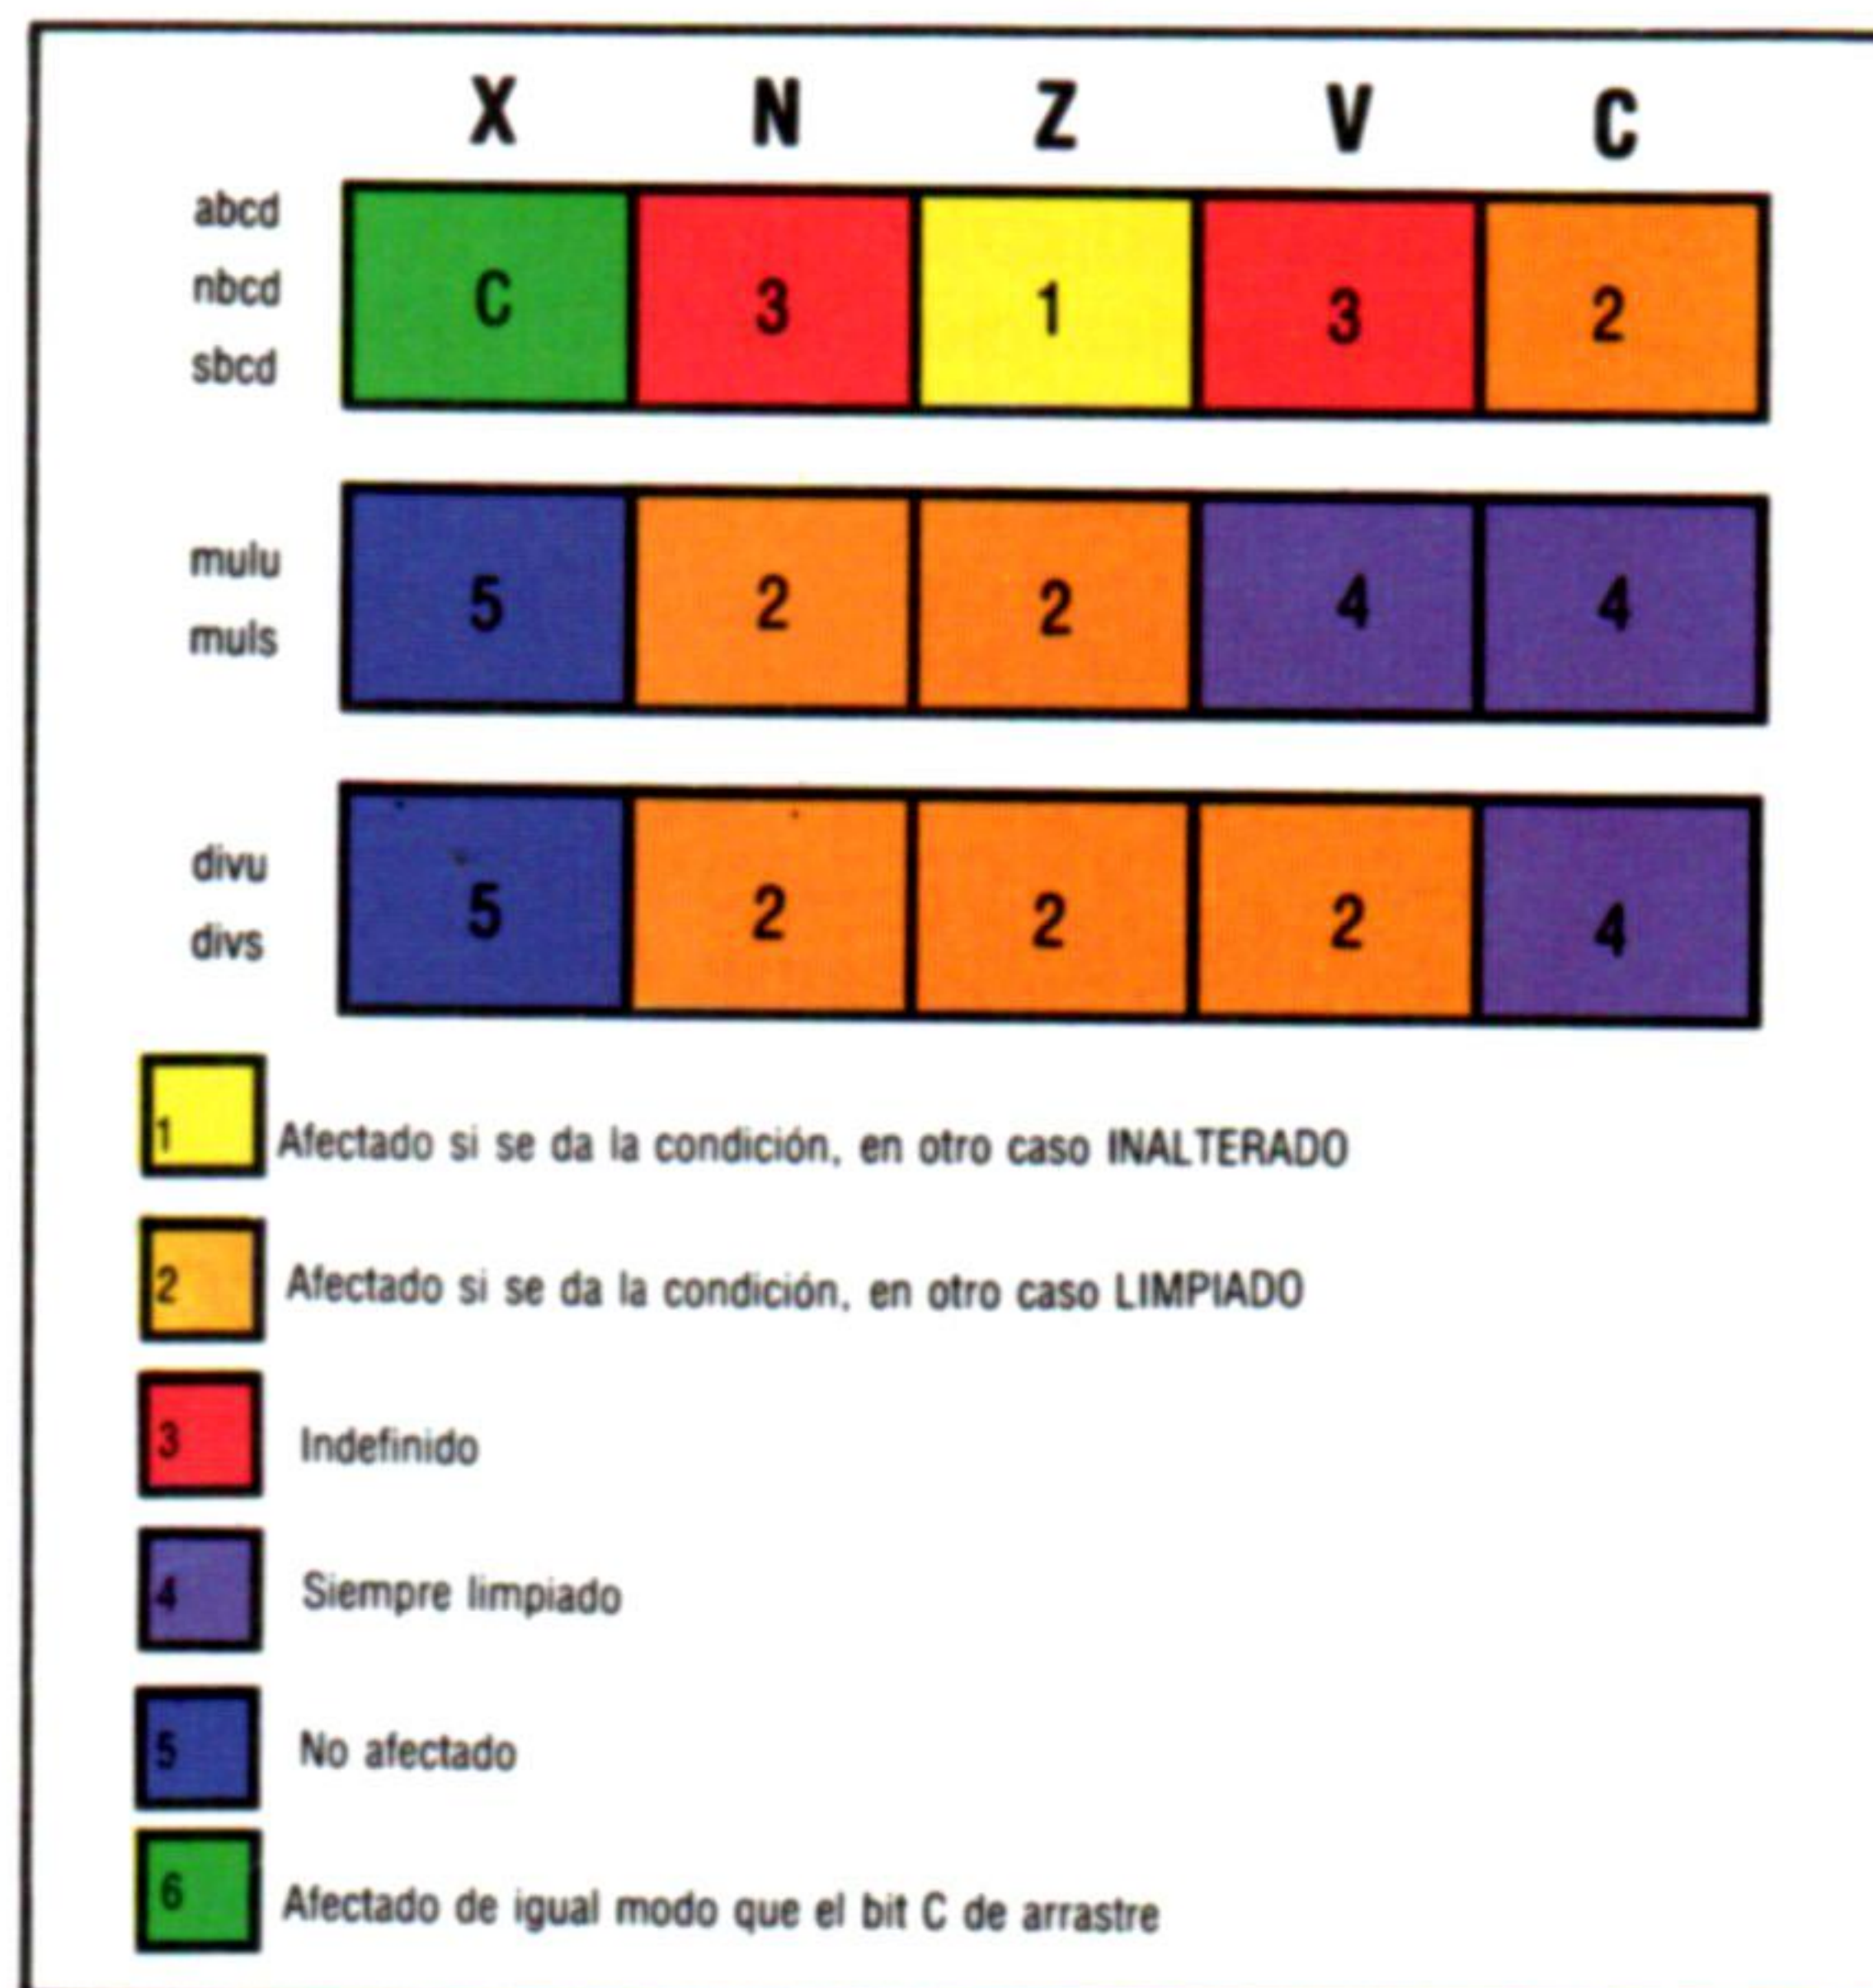 X N Z V C
abcd
nbcd
sbcd
C 3 1 3 2
mulu
muls
5 2 2 4 4
divu
divs
5 2 2 2 4
1 Afectado si se da la condición, en otro caso INALTERADO
2 Afectado si se da la condición, en otro caso LIMPIADO
3 Indefinido
4 Siempre limpiado
5 No afectado
6 Afectado de igual modo que el bit C de arrastre